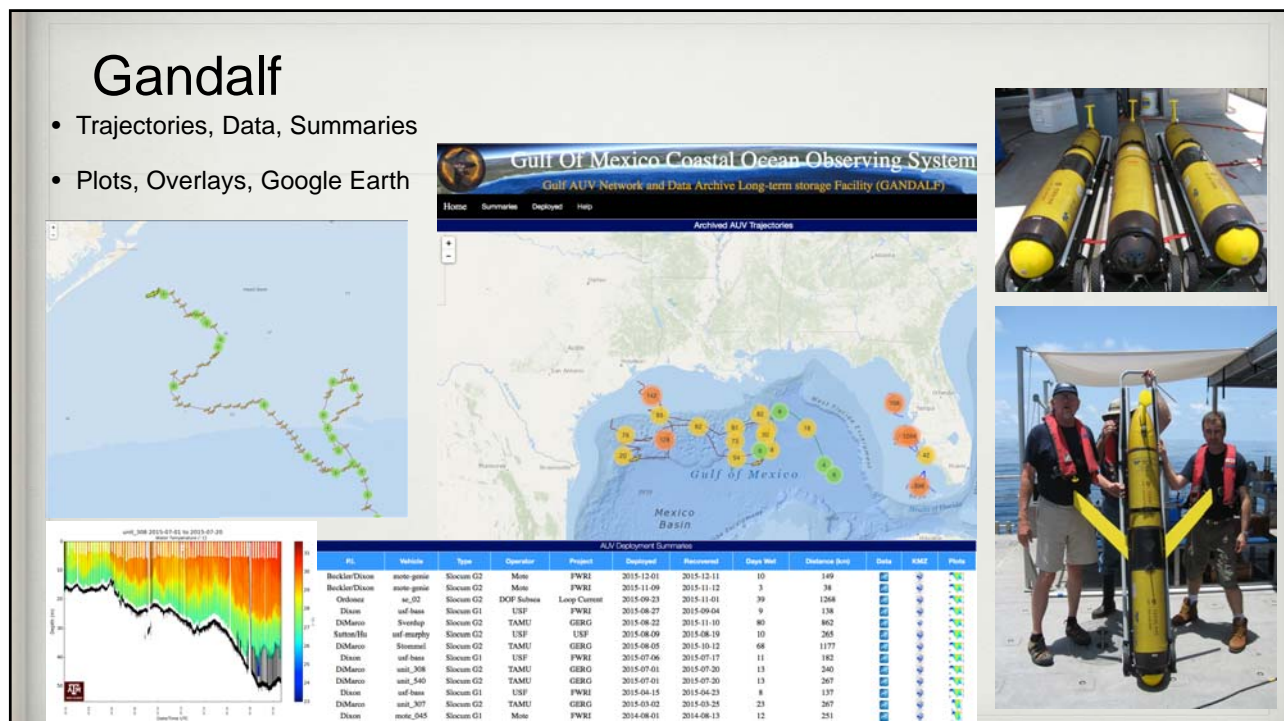 Gandalf
• Trajectories, Data, Summaries
• Plots, Overlays, Google Earth
Gulf Of Mexico Coastal Ocean Observing System
Gulf AUV Network and Data Archive Long-term storage Facility (GANDALF)
Home Summaries Deployed Help
Archived AUV Trajectories
+
-
Austin
San Antonio
Brownsville
Tampa
Gulf of Mexico
Mexico
Basin
unit_308 2015-07-01 to 2015-07-20
Depth (m)
Date/Time UTC
AUV Deployment Summaries
P.I. Vehicle Type Operator Project Deployed Recovered Days Wet Distance (km) Data KMZ Plots
Beckler/Dixon mote-genie Slocum G2 Mote FWRI 2015-12-01 2015-12-11 10 149
Beckler/Dixon mote-genie Slocum G2 Mote FWRI 2015-11-09 2015-11-12 3 38
Ordonez se_02 Slocum G2 DOF Subsea Loop Current 2015-09-23 2015-11-01 39 1268
Dixon usf-bass Slocum G1 USF FWRI 2015-08-27 2015-09-04 9 138
DiMarco Sverdup Slocum G2 TAMU GERG 2015-08-22 2015-11-10 80 862
Sutton/Hu usf-murphy Slocum G2 USF USF 2015-08-09 2015-08-19 10 265
DiMarco Stommel Slocum G2 TAMU GERG 2015-08-05 2015-10-12 68 1177
Dixon usf-bass Slocum G1 USF FWRI 2015-07-06 2015-07-17 11 182
DiMarco unit_308 Slocum G2 TAMU GERG 2015-07-01 2015-07-20 13 240
DiMarco unit_540 Slocum G2 TAMU GERG 2015-07-01 2015-07-20 13 267
Dixon usf-bass Slocum G1 USF FWRI 2015-04-15 2015-04-23 8 137
DiMarco unit_307 Slocum G2 TAMU GERG 2015-03-02 2015-03-25 23 267
Dixon mote_045 Slocum G1 Mote FWRI 2014-08-01 2014-08-13 12 251